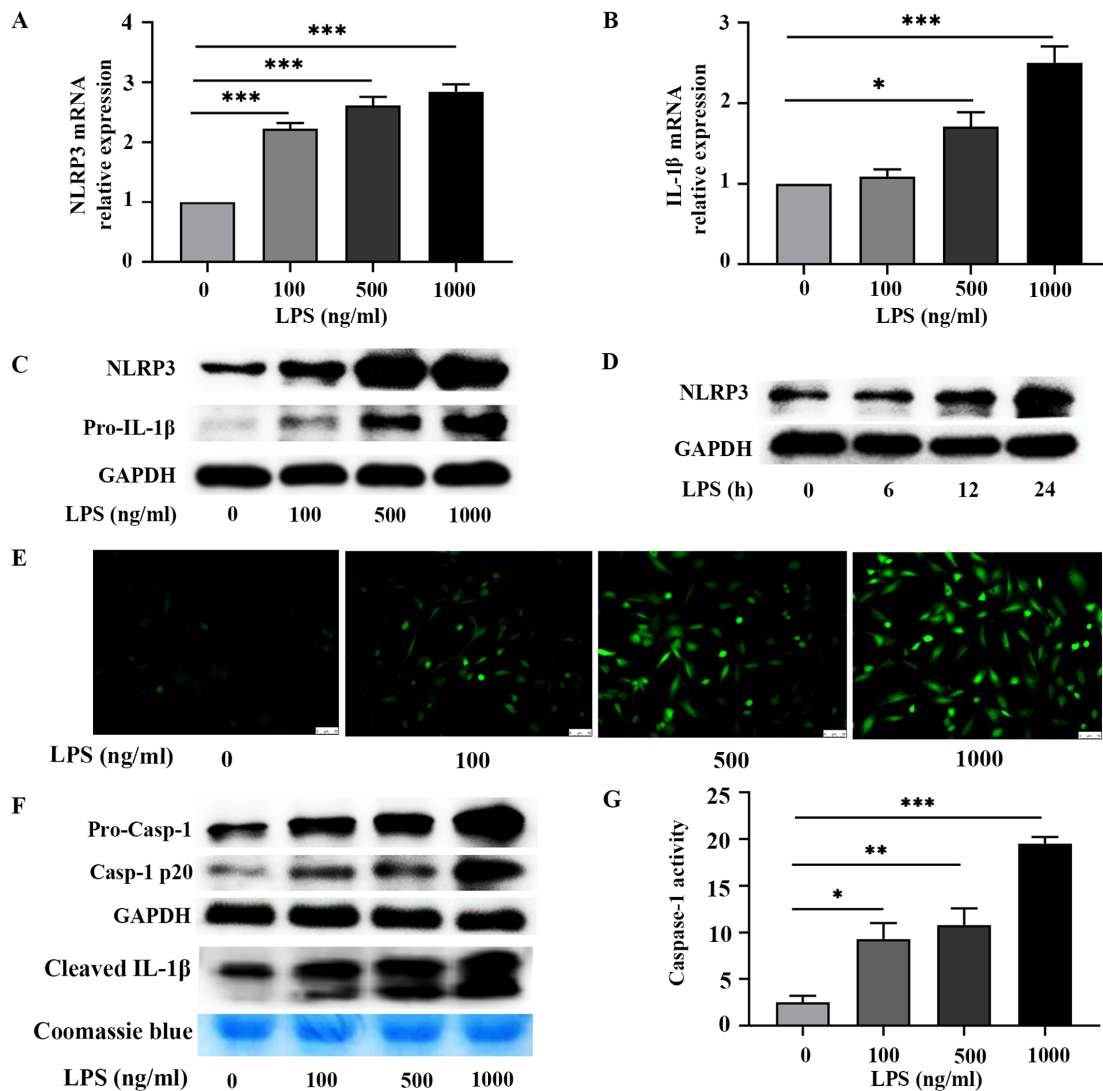 A
NLRP3 mRNA
relative expression
4
3
2
1
0
***
***
***
0 100 500 1000
LPS (ng/ml)
B
IL-1β mRNA
relative expression
3
2
1
0
***
*
0 100 500 1000
LPS (ng/ml)
C
NLRP3
Pro-IL-1β
GAPDH
LPS (ng/ml) 0 100 500 1000
D
NLRP3
GAPDH
LPS (h) 0 6 12 24
E
LPS (ng/ml) 0 100 500 1000
F
Pro-Casp-1
Casp-1 p20
GAPDH
Cleaved IL-1β
Coomassie blue
LPS (ng/ml) 0 100 500 1000
G
Caspase-1 activity
25
20
15
10
5
0
***
**
*
0 100 500 1000
LPS (ng/ml)